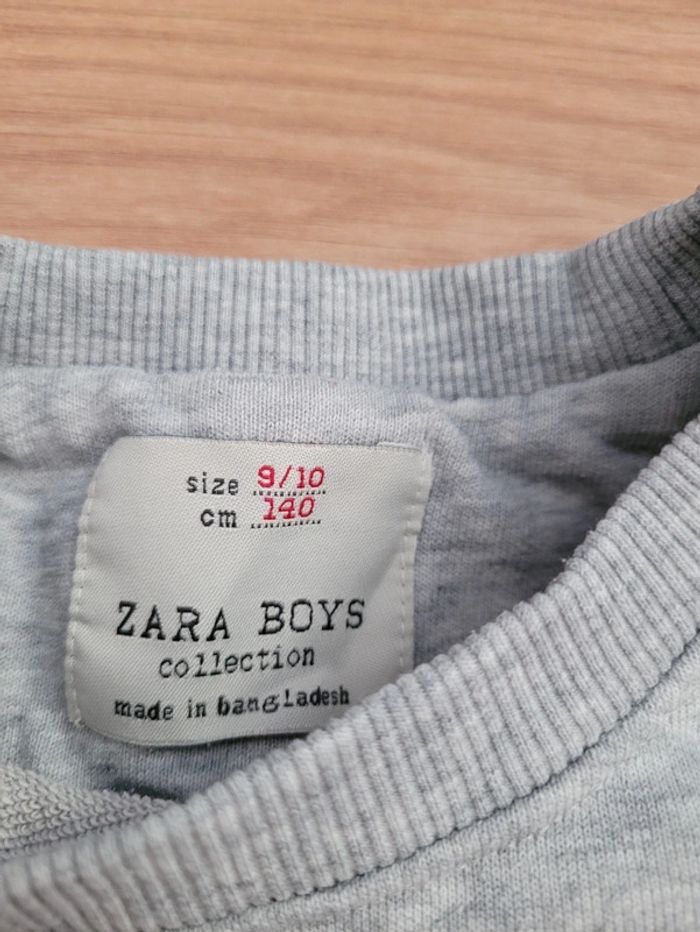 size 9/10
cm 140
ZARA BOYS
collection
made in bangladesh